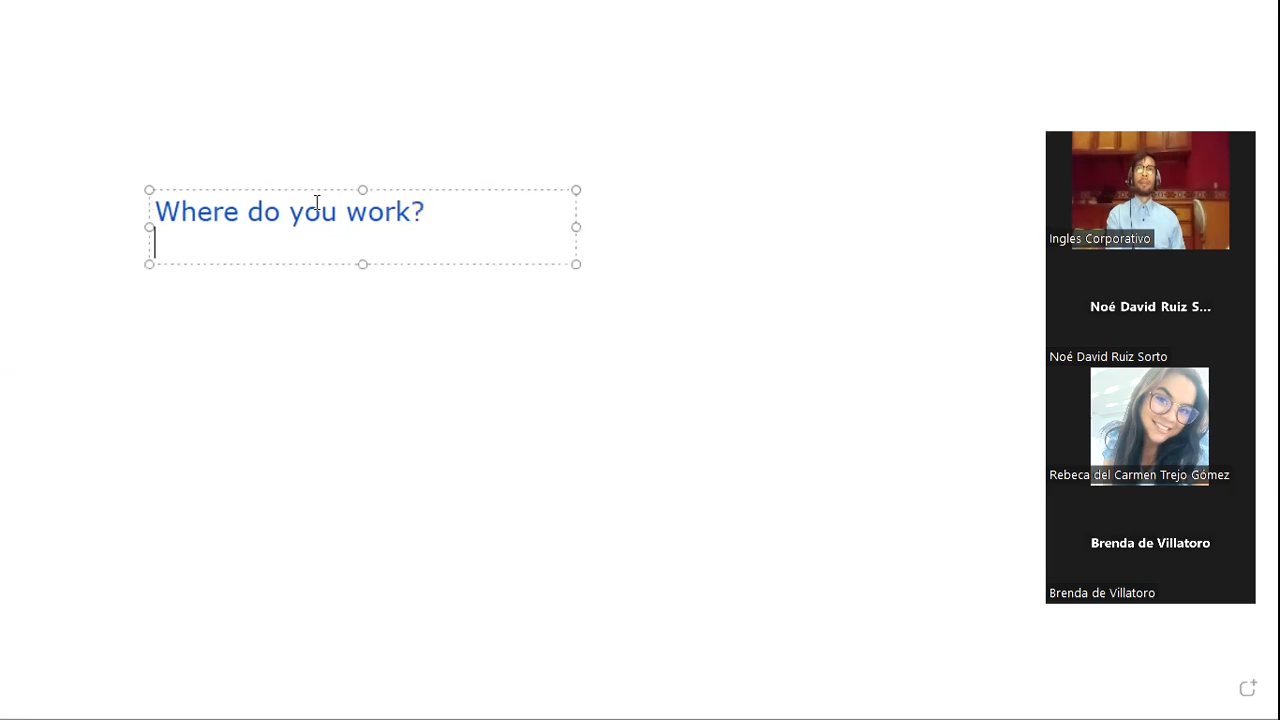 Where do you work?
Ingles Corporativo
Noé David Ruiz S...
Noé David Ruiz Sorto
Rebeca del Carmen Trejo Gómez
Brenda de Villatoro
Brenda de Villatoro